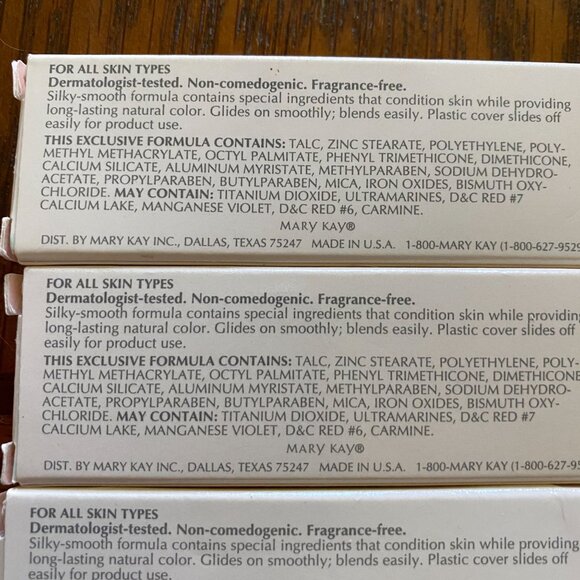 FOR ALL SKIN TYPES
Dermatologist-tested. Non-comedogenic. Fragrance-free.
Silky-smooth formula contains special ingredients that condition skin while providing
long-lasting natural color. Glides on smoothly; blends easily. Plastic cover slides off
easily for product use.
THIS EXCLUSIVE FORMULA CONTAINS: TALC, ZINC STEARATE, POLYETHYLENE, POLY-
METHYL METHACRYLATE, OCTYL PALMITATE, PHENYL TRIMETHICONE, DIMETHICONE,
CALCIUM SILICATE, ALUMINUM MYRISTATE, METHYLPARABEN, SODIUM DEHYDRO-
ACETATE, PROPYLPARABEN, BUTYLPARABEN, MICA, IRON OXIDES, BISMUTH OXY-
CHLORIDE. MAY CONTAIN: TITANIUM DIOXIDE, ULTRAMARINES, D&C RED #7
CALCIUM LAKE, MANGANESE VIOLET, D&C RED #6, CARMINE.
MARY KAY®
DIST. BY MARY KAY INC., DALLAS, TEXAS 75247 MADE IN U.S.A. 1-800-MARY KAY (1-800-627-9529
FOR ALL SKIN TYPES
Dermatologist-tested. Non-comedogenic. Fragrance-free.
Silky-smooth formula contains special ingredients that condition skin while providing
long-lasting natural color. Glides on smoothly; blends easily. Plastic cover slides off
easily for product use.
THIS EXCLUSIVE FORMULA CONTAINS: TALC, ZINC STEARATE, POLYETHYLENE, POLY-
METHYL METHACRYLATE, OCTYL PALMITATE, PHENYL TRIMETHICONE, DIMETHICONE
CALCIUM SILICATE, ALUMINUM MYRISTATE, METHYLPARABEN, SODIUM DEHYDRO-
ACETATE, PROPYLPARABEN, BUTYLPARABEN, MICA, IRON OXIDES, BISMUTH OXY-
CHLORIDE. MAY CONTAIN: TITANIUM DIOXIDE, ULTRAMARINES, D&C RED #7
CALCIUM LAKE, MANGANESE VIOLET, D&C RED #6, CARMINE.
MARY KAY®
DIST. BY MARY KAY INC., DALLAS, TEXAS 75247 MADE IN U.S.A. 1-800-MARY KAY (1-800-627-95
FOR ALL SKIN TYPES
Dermatologist-tested. Non-comedogenic. Fragrance-free.
Silky-smooth formula contains special ingredients that condition skin while providing
long-lasting natural color. Glides on smoothly; blends easily. Plastic cover slides off
easily for product use.